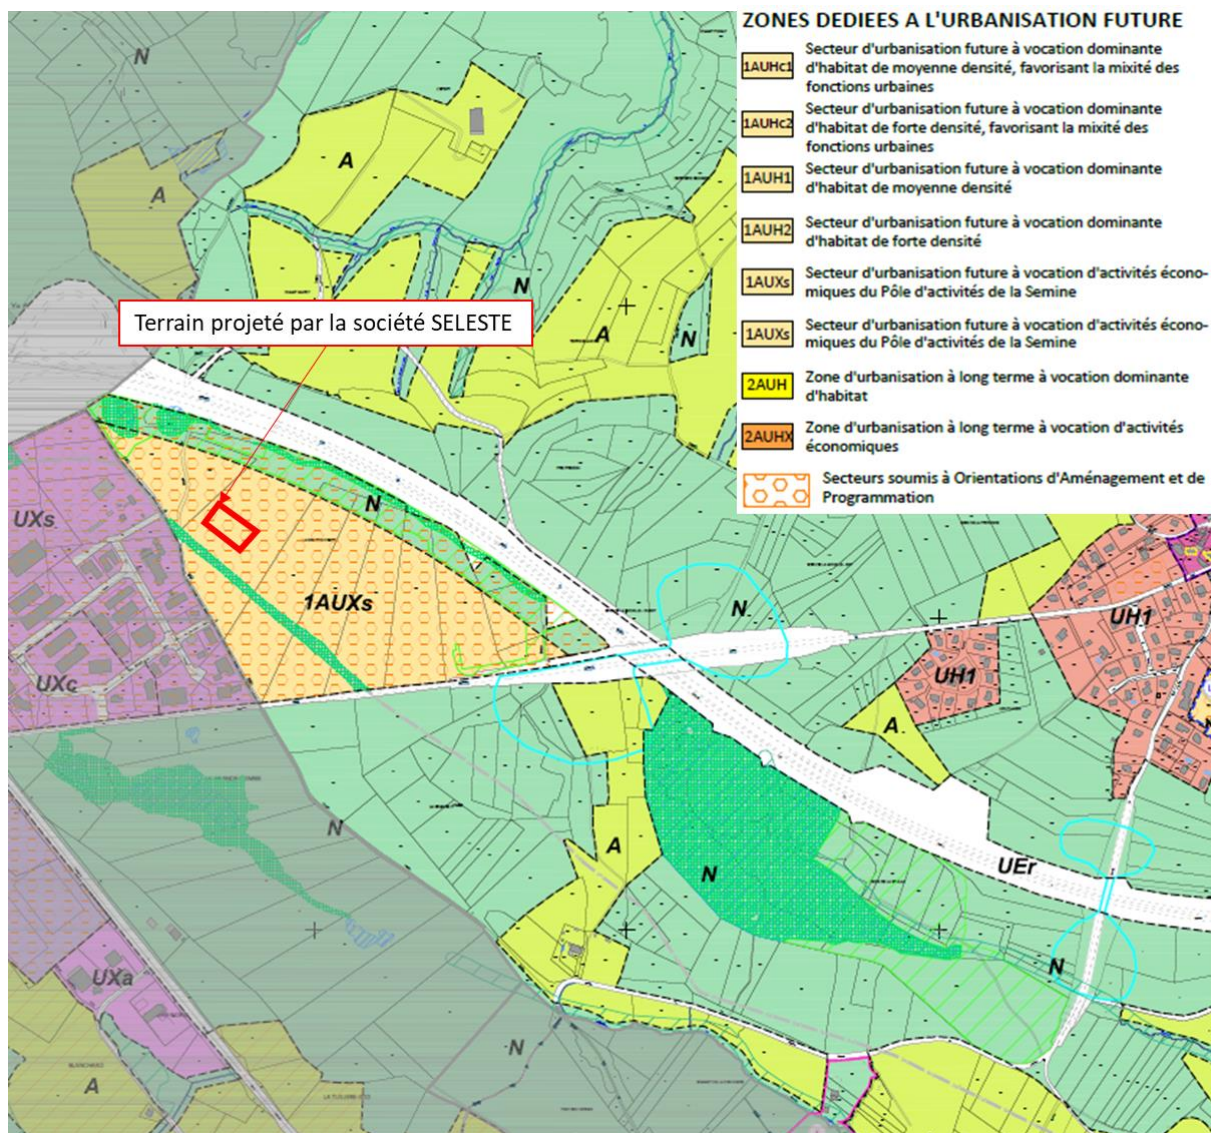 ZONES DEDIEES A L'URBANISATION FUTURE
1AUHc1
Secteur d'urbanisation future à vocation dominante
d'habitat de moyenne densité, favorisant la mixité des
fonctions urbaines
1AUHc2
Secteur d'urbanisation future à vocation dominante
d'habitat de forte densité, favorisant la mixité des
fonctions urbaines
1AUH1
Secteur d'urbanisation future à vocation dominante
d'habitat de moyenne densité
1AUH2
Secteur d'urbanisation future à vocation dominante
d'habitat de forte densité
1AUXs
Secteur d'urbanisation future à vocation d'activités écono-
miques du Pôle d'activités de la Semine
1AUXs
Secteur d'urbanisation future à vocation d'activités écono-
miques du Pôle d'activités de la Semine
2AUH
Zone d'urbanisation à long terme à vocation dominante
d'habitat
2AUHX
Zone d'urbanisation à long terme à vocation d'activités
économiques
Secteurs soumis à Orientations d'Aménagement et de
Programmation
N
A
A
N
A
N
Terrain projeté par la société SELESTE
N
UXs
1AUXs
N
UH1
UH1
UXc
A
N
A
N
UEr
N
UXa
N
A